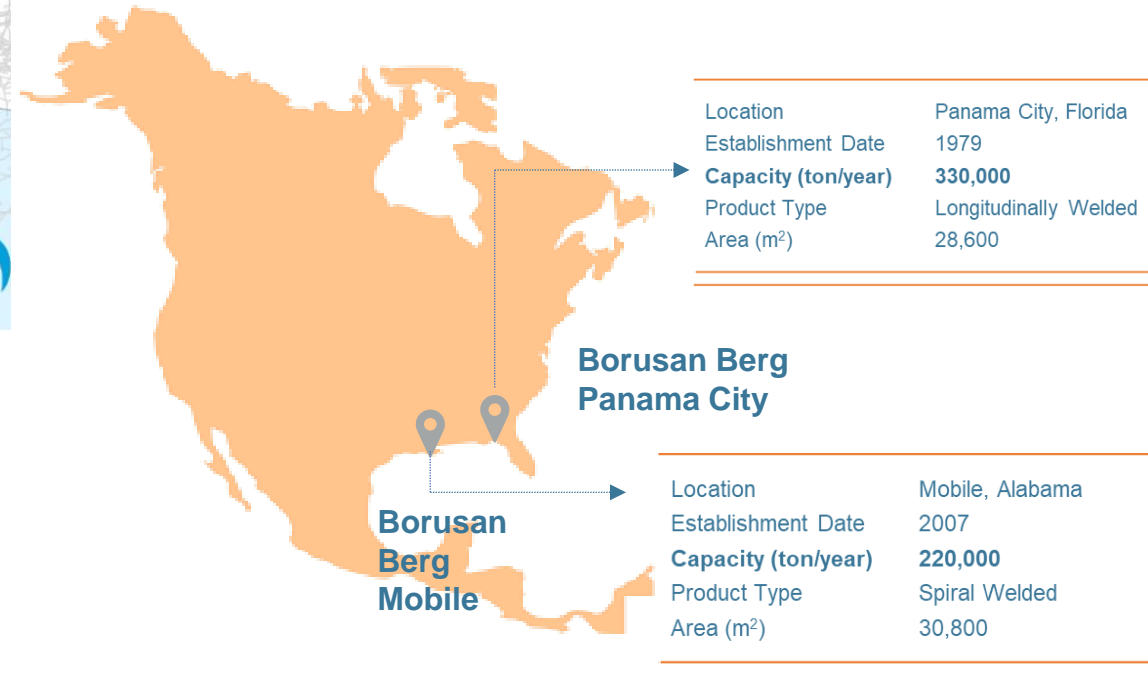 Location Panama City, Florida
Establishment Date 1979
Capacity (ton/year) 330,000
Product Type Longitudinally Welded
Area (m²) 28,600
Borusan Berg
Panama City
Location Mobile, Alabama
Establishment Date 2007
Capacity (ton/year) 220,000
Product Type Spiral Welded
Area (m²) 30,800
Borusan
Berg
Mobile